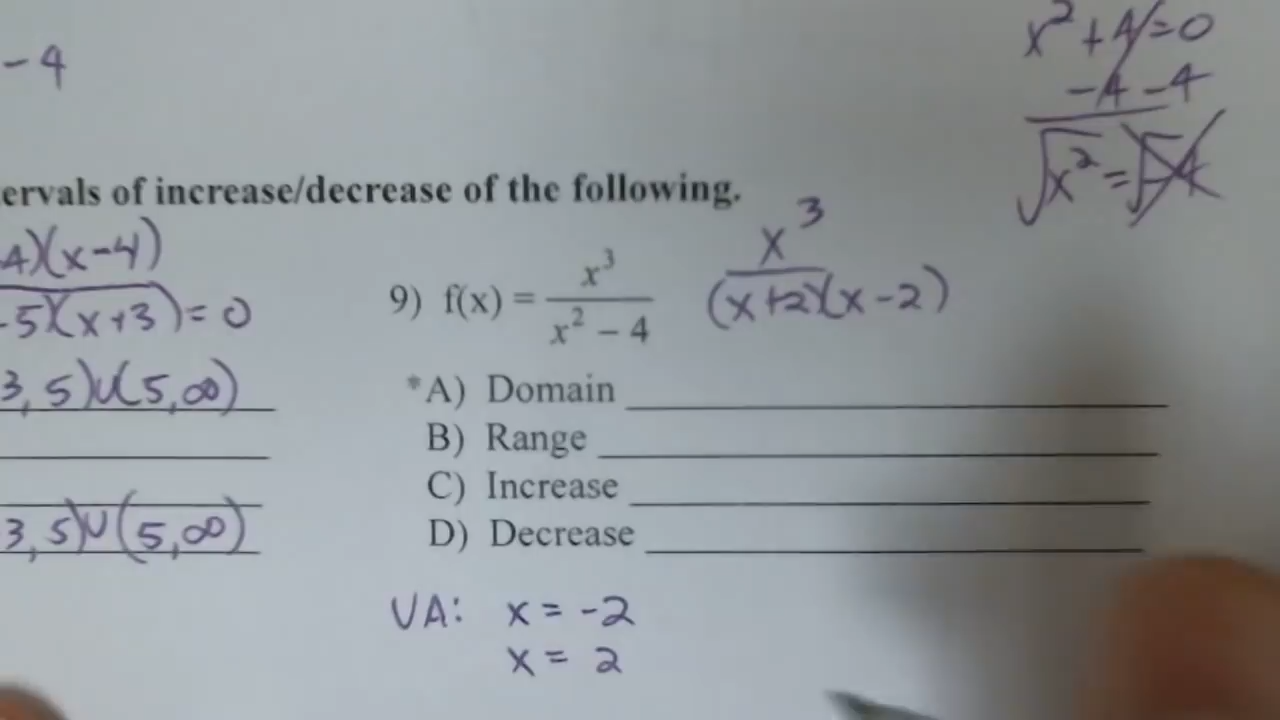 -4
x² + 4 = 0
-4 -4
√x² = √-4
ervals of increase/decrease of the following.
4)(x-4)
-5)(x+3) = 0
3, 5)∪(5, ∞)
3, 5)∪(5, ∞)
9) f(x) = x³/(x² - 4) x³/((x+2)(x-2))
*A) Domain
B) Range
C) Increase
D) Decrease
VA: x = -2
x = 2